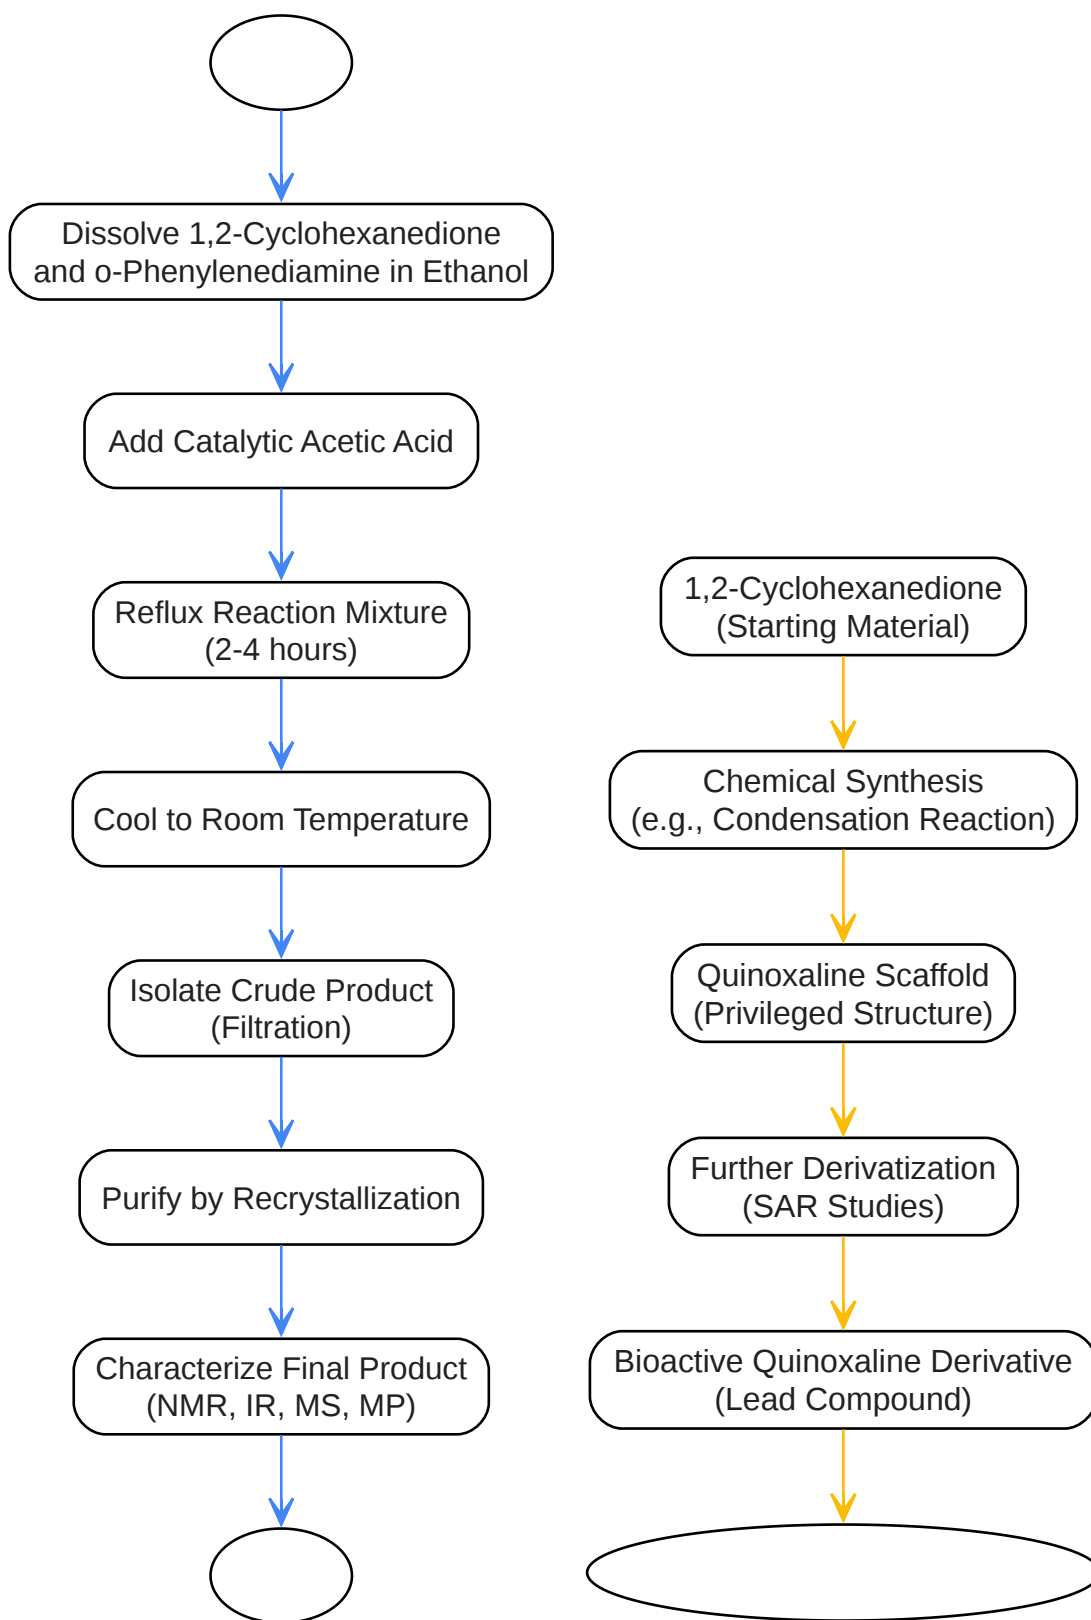 Dissolve 1,2-Cyclohexanedione
and o-Phenylenediamine in Ethanol
Add Catalytic Acetic Acid
Reflux Reaction Mixture
(2-4 hours)
Cool to Room Temperature
Isolate Crude Product
(Filtration)
Purify by Recrystallization
Characterize Final Product
(NMR, IR, MS, MP)
1,2-Cyclohexanedione
(Starting Material)
Chemical Synthesis
(e.g., Condensation Reaction)
Quinoxaline Scaffold
(Privileged Structure)
Further Derivatization
(SAR Studies)
Bioactive Quinoxaline Derivative
(Lead Compound)